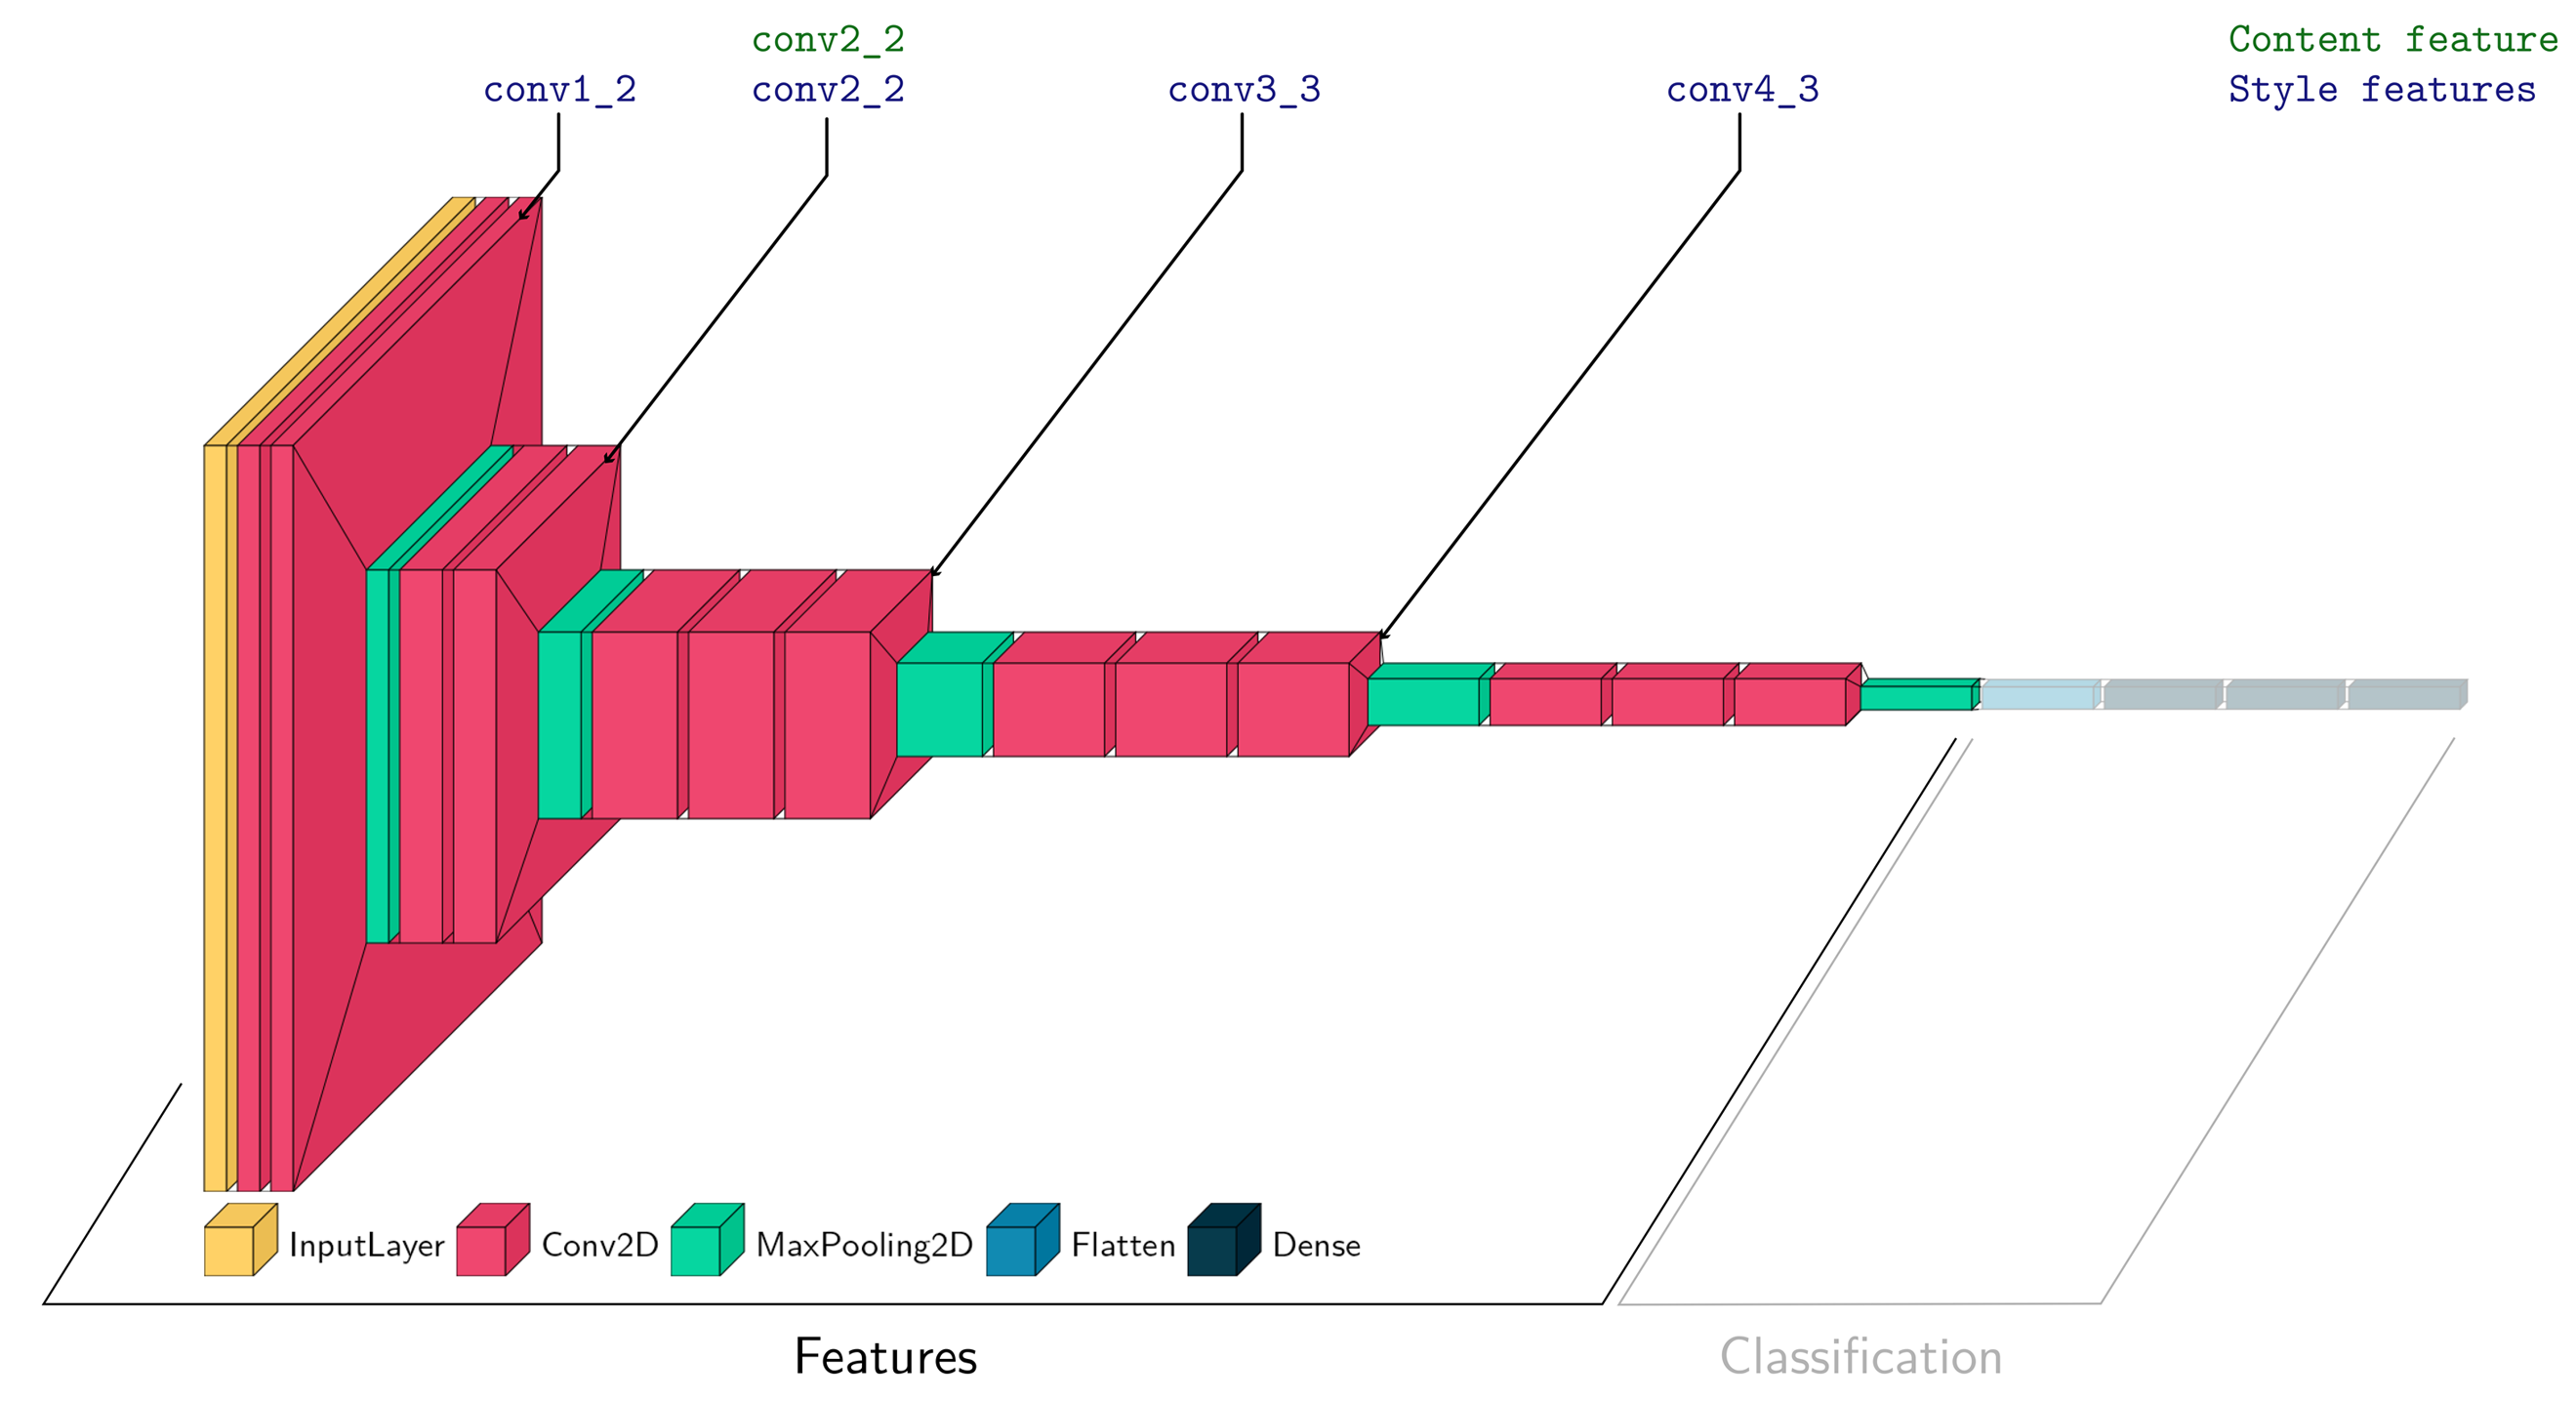 conv2_2
Content feature
conv1_2
conv2_2
conv3_3
conv4_3
Style features
InputLayer
Conv2D
MaxPooling2D
Flatten
Dense
Features
Classification